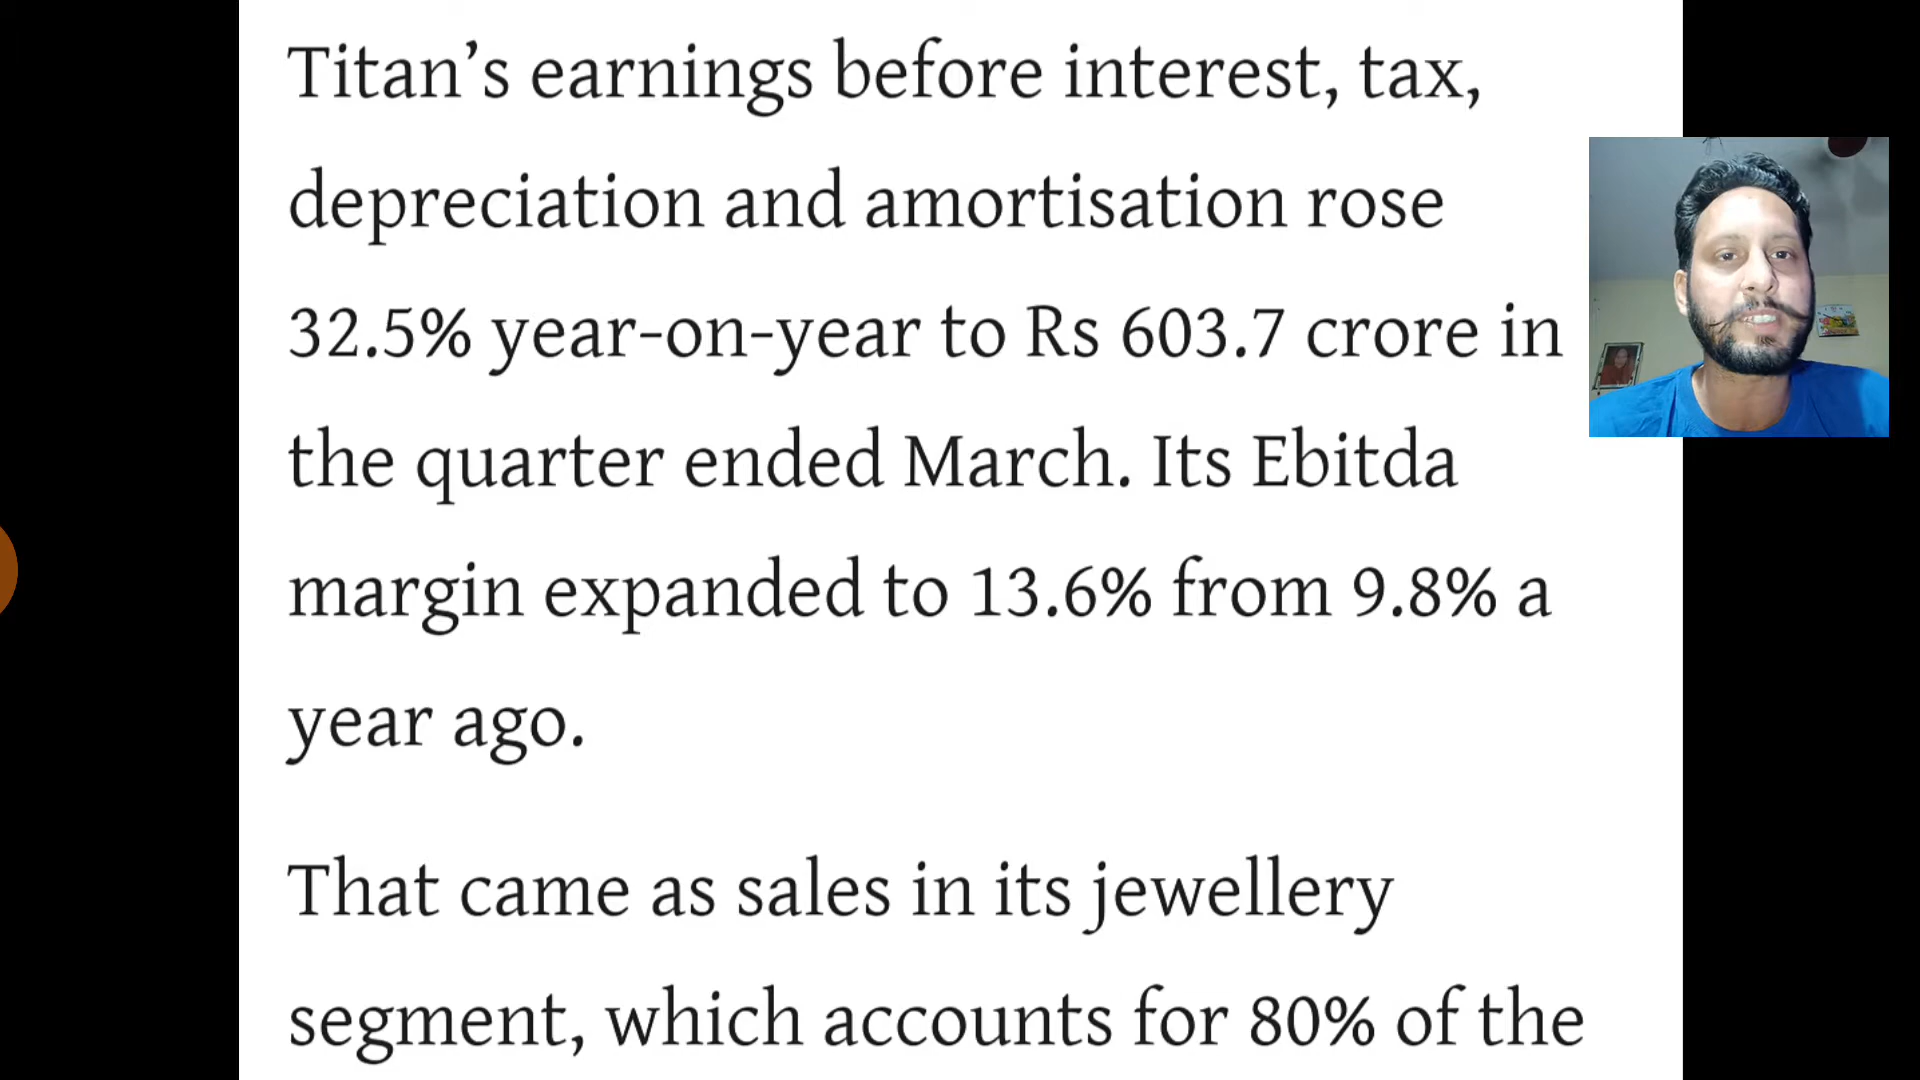 Titan’s earnings before interest, tax,
depreciation and amortisation rose
32.5% year-on-year to Rs 603.7 crore in
the quarter ended March. Its Ebitda
margin expanded to 13.6% from 9.8% a
year ago.
That came as sales in its jewellery
segment, which accounts for 80% of the